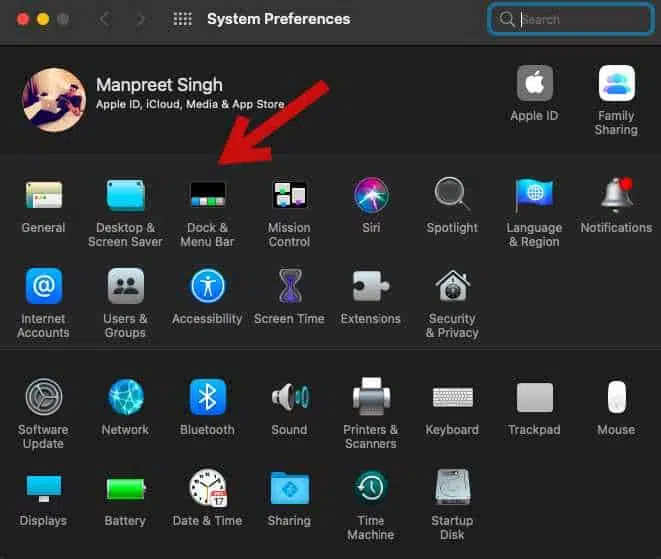 System Preferences
Search
Manpreet Singh
Apple ID, iCloud, Media & App Store
Apple ID
Family
Sharing
General
Desktop &
Screen Saver
Dock &
Menu Bar
Mission
Control
Siri
Spotlight
Language
& Region
Notifications
Internet
Accounts
Users &
Groups
Accessibility
Screen Time
Extensions
Security
& Privacy
Software
Update
Network
Bluetooth
Sound
Printers &
Scanners
Keyboard
Trackpad
Mouse
Displays
Battery
JUL
17
Date & Time
Sharing
Time
Machine
Startup
Disk